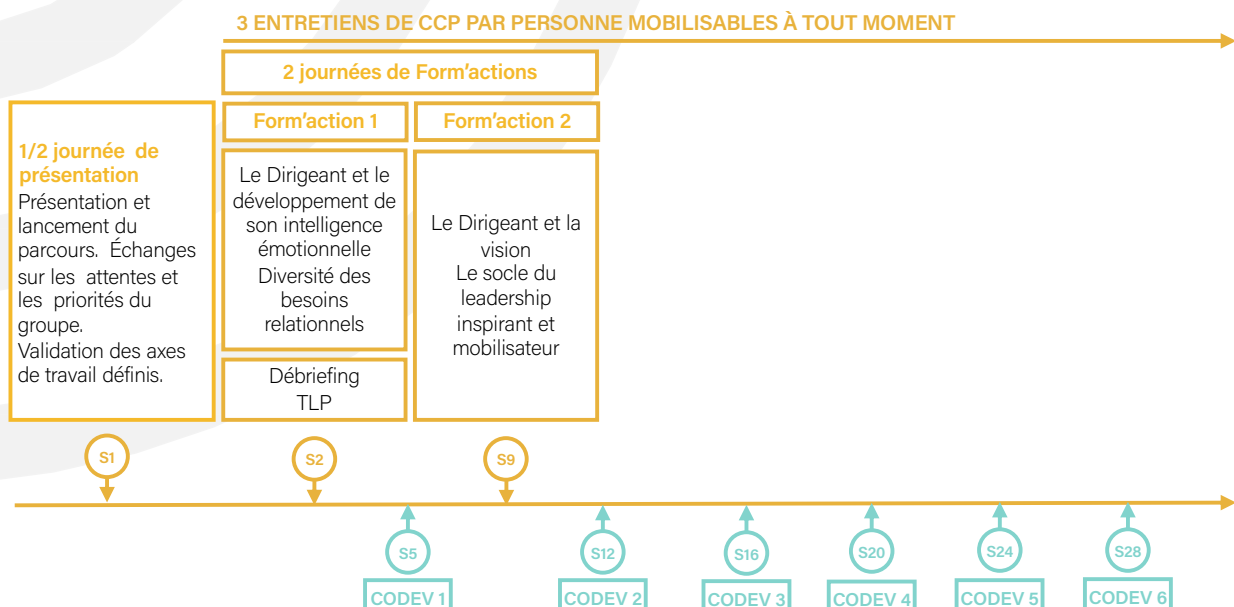 3 ENTRETIENS DE CCP PAR PERSONNE MOBILISABLES À TOUT MOMENT
2 journées de Form'actions
1/2 journée de
présentation
Présentation et
lancement du
parcours. Échanges
sur les attentes et
les priorités du
groupe.
Validation des axes
de travail définis.
Form'action 1
Le Dirigeant et le
développement de
son intelligence
émotionnelle
Diversité des
besoins
relationnels
Débriefing
TLP
Form'action 2
Le Dirigeant et la
vision
Le socle du
leadership
inspirant et
mobilisateur
S1
S2
S9
S5
S12
S16
S20
S24
S28
CODEV 1
CODEV 2
CODEV 3
CODEV 4
CODEV 5
CODEV 6